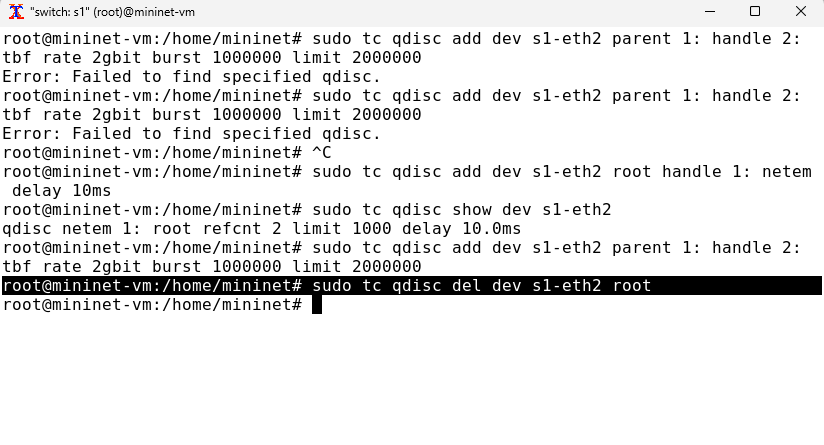 "switch: s1" (root)@mininet-vm
root@mininet-vm:/home/mininet# sudo tc qdisc add dev s1-eth2 parent 1: handle 2:
tbf rate 2gbit burst 1000000 limit 2000000
Error: Failed to find specified qdisc.
root@mininet-vm:/home/mininet# sudo tc qdisc add dev s1-eth2 parent 1: handle 2:
tbf rate 2gbit burst 1000000 limit 2000000
Error: Failed to find specified qdisc.
root@mininet-vm:/home/mininet# ^C
root@mininet-vm:/home/mininet# sudo tc qdisc add dev s1-eth2 root handle 1: netem
 delay 10ms
root@mininet-vm:/home/mininet# sudo tc qdisc show dev s1-eth2
qdisc netem 1: root refcnt 2 limit 1000 delay 10.0ms
root@mininet-vm:/home/mininet# sudo tc qdisc add dev s1-eth2 parent 1: handle 2:
tbf rate 2gbit burst 1000000 limit 2000000
root@mininet-vm:/home/mininet# sudo tc qdisc del dev s1-eth2 root
root@mininet-vm:/home/mininet#